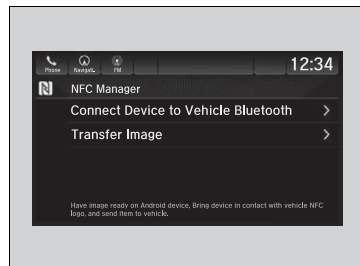 12:34
Phone
Navigati..
FM
NFC Manager
Connect Device to Vehicle Bluetooth
Transfer Image
Have image ready on Android device, Bring device in contact with vehicle NFC
logo, and send item to vehicle.